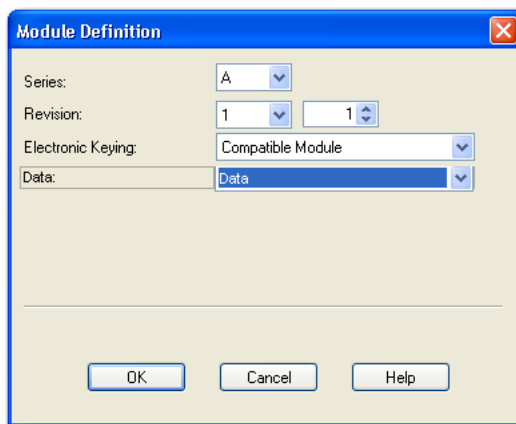 Module Definition
Series: A
Revision: 1 1
Electronic Keying: Compatible Module
Data: Data
OK Cancel Help